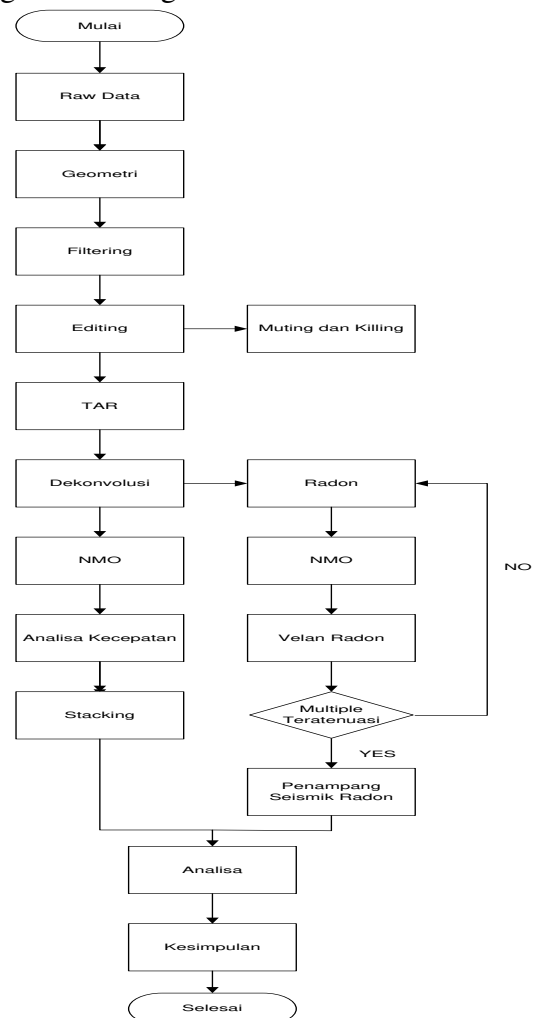 Mulai
Raw Data
Geometri
Filtering
Editing
Muting dan Killing
TAR
Dekonvolusi
Radon
NMO
NMO
NO
Analisa Kecepatan
Velan Radon
Stacking
Multiple
Teratenuasi
YES
Penampang
Seismik Radon
Analisa
Kesimpulan
Selesai